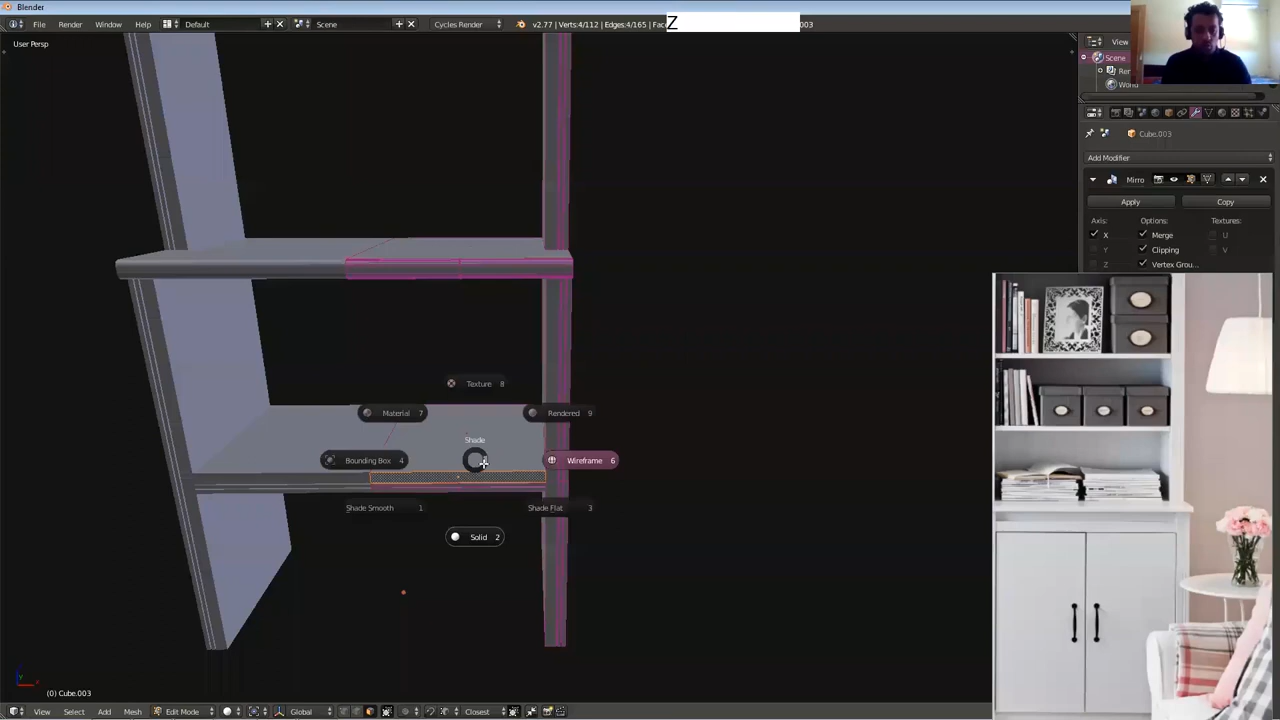 Blender
File Render Window Help Default Scene Cycles Render v2.77 | Verts:4/112 | Edges:4/165 | Fac
Z
003
User Persp
View
Scene
Ren
World
Cube.003
Add Modifier
Mirro
Apply Copy
Axis: Options: Textures:
X Merge U
Y Clipping V
Z Vertex Grou...
Texture 8
Material 7
Rendered 9
Shade
Bounding Box 4
Wireframe 6
Shade Smooth 1
Shade Flat 3
Solid 2
(0) Cube.003
View Select Add Mesh Edit Mode Global Closest